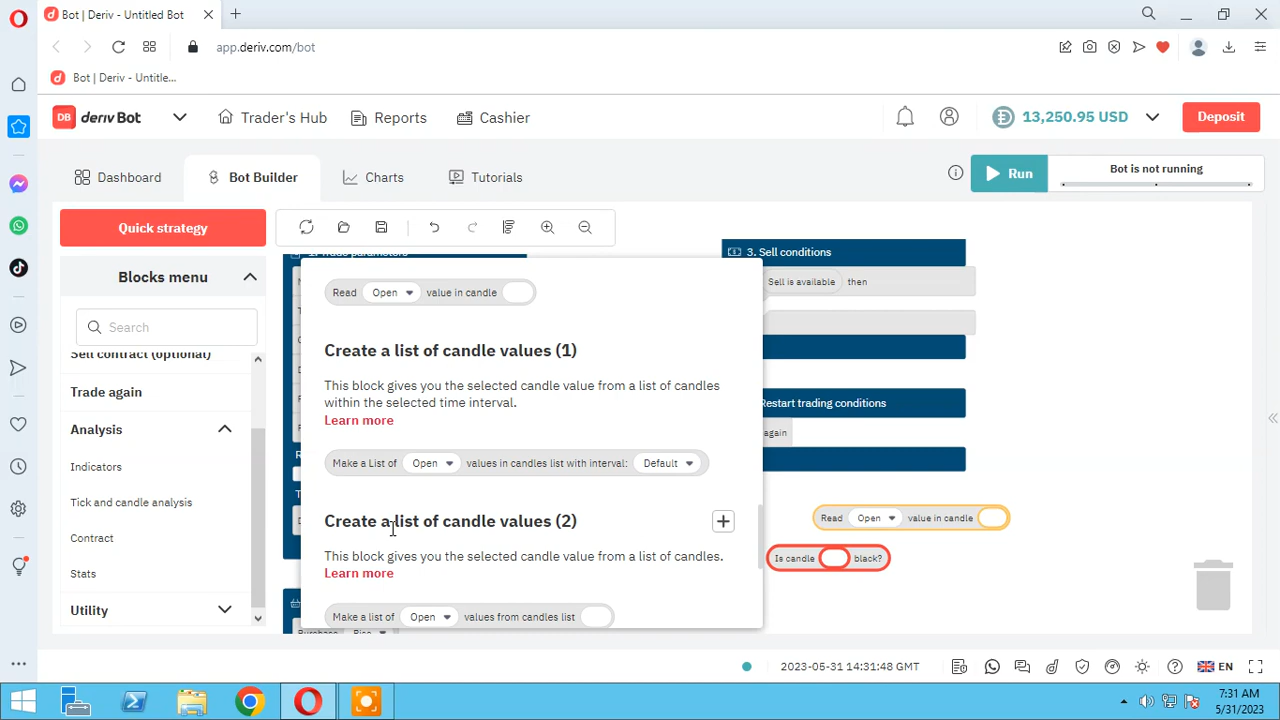 Bot | Deriv - Untitled Bot
app.deriv.com/bot
Bot | Deriv - Untitle...
DB deriv Bot
Trader's Hub
Reports
Cashier
13,250.95 USD
Deposit
Dashboard
Bot Builder
Charts
Tutorials
Run
Bot is not running
Quick strategy
Blocks menu
Search
Sell contract (optional)
Trade again
Analysis
Indicators
Tick and candle analysis
Contract
Stats
Utility
1. Trade parameters
Read Open value in candle
Create a list of candle values (1)
This block gives you the selected candle value from a list of candles
within the selected time interval.
Learn more
Make a List of Open values in candles list with interval: Default
Create a list of candle values (2)
This block gives you the selected candle value from a list of candles.
Learn more
Make a list of Open values from candles list
Purchase Rise
3. Sell conditions
Sell is available then
Restart trading conditions
again
Read Open value in candle
Is candle black?
2023-05-31 14:31:48 GMT
EN
7:31 AM
5/31/2023